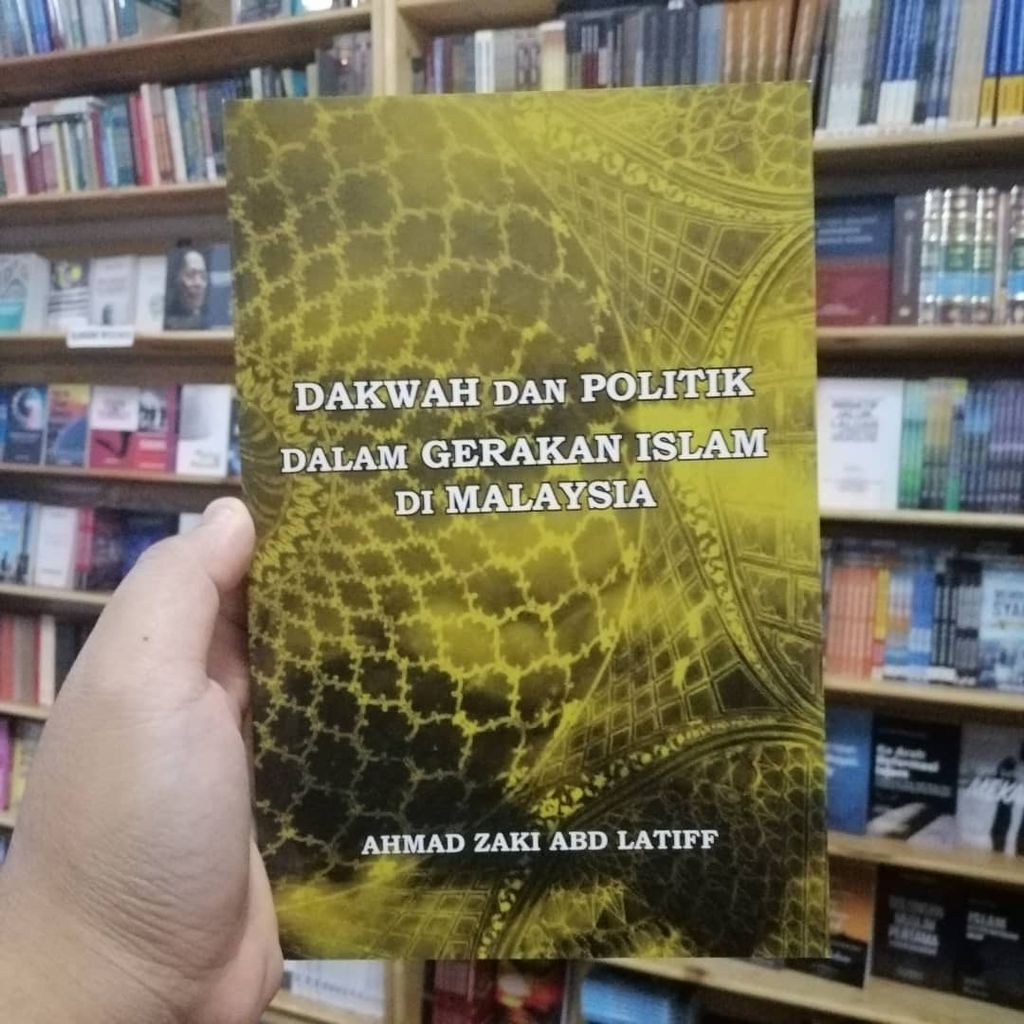 DAKWAH DAN POLITIK
DALAM GERAKAN ISLAM
DI MALAYSIA
AHMAD ZAKI ABD LATIFF